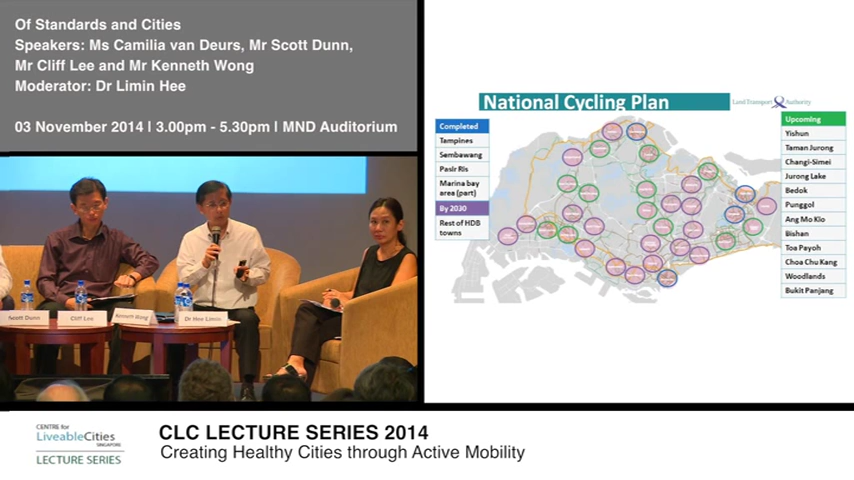 Of Standards and Cities
Speakers: Ms Camilia van Deurs, Mr Scott Dunn,
Mr Cliff Lee and Mr Kenneth Wong
Moderator: Dr Limin Hee
03 November 2014 | 3.00pm - 5.30pm | MND Auditorium
Scott Dunn
Cliff Lee
Kenneth Wong
Dr Hee Limin
National Cycling Plan
Land Transport Authority
Completed
Tampines
Sembawang
Pasir Ris
Marina bay
area (part)
By 2030
Rest of HDB
towns
Upcoming
Yishun
Taman Jurong
Changi-Simei
Jurong Lake
Bedok
Punggol
Ang Mo Kio
Bishan
Toa Payoh
Choa Chu Kang
Woodlands
Bukit Panjang
CENTRE for
LiveableCities
SINGAPORE
LECTURE SERIES
CLC LECTURE SERIES 2014
Creating Healthy Cities through Active Mobility